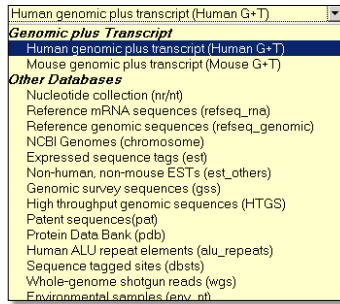 Human genomic plus transcript (Human G+T)
Genomic plus Transcript
Human genomic plus transcript (Human G+T)
Mouse genomic plus transcript (Mouse G+T)
Other Databases
Nucleotide collection (nr/nt)
Reference mRNA sequences (refseq_rna)
Reference genomic sequences (refseq_genomic)
NCBI Genomes (chromosome)
Expressed sequence tags (est)
Non-human, non-mouse ESTs (est_others)
Genomic survey sequences (gss)
High throughput genomic sequences (HTGS)
Patent sequences(pat)
Protein Data Bank (pdb)
Human ALU repeat elements (alu_repeats)
Sequence tagged sites (dbsts)
Whole-genome shotgun reads (wgs)
Environmental samples (env_nt)